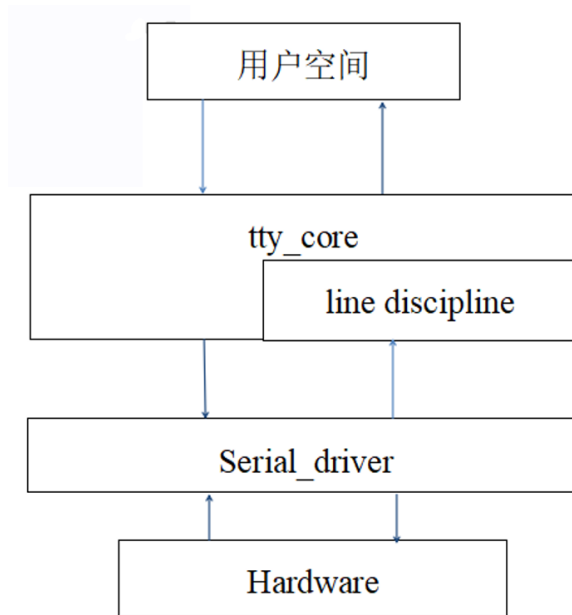 用户空间
tty_core
line discipline
Serial_driver
Hardware